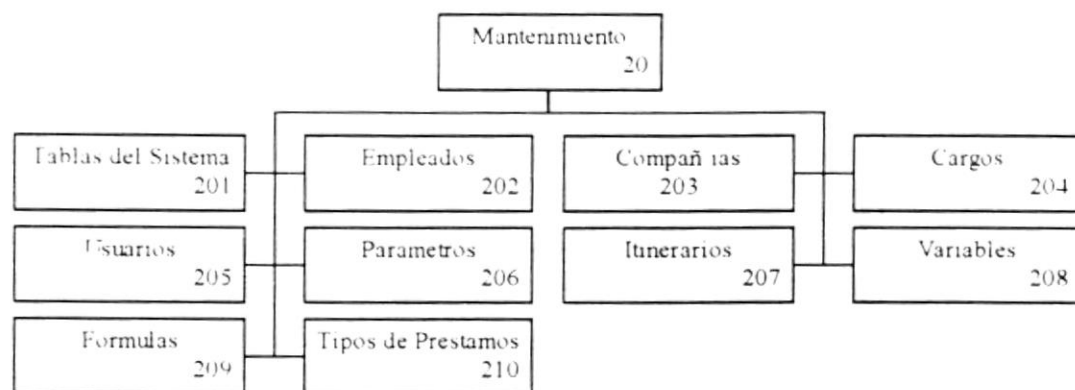 Mantenimiento
20
Tablas del Sistema
201
Empleados
202
Compañias
203
Cargos
204
Usuarios
205
Parametros
206
Itinerarios
207
Variables
208
Formulas
209
Tipos de Prestamos
210